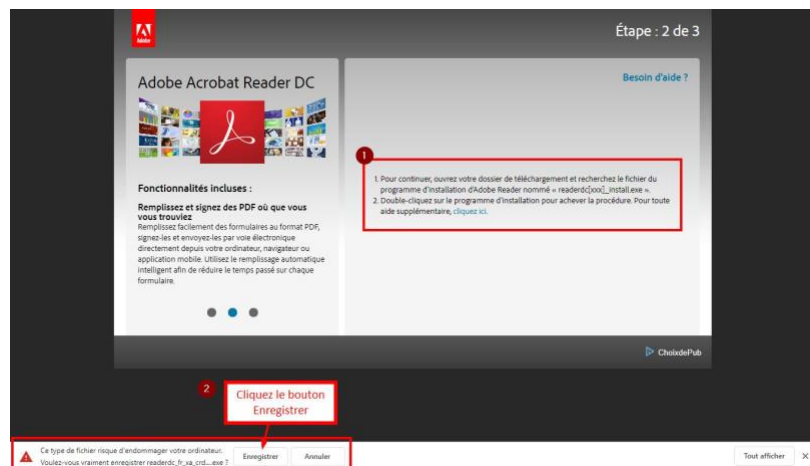 Adobe
Étape : 2 de 3
Adobe Acrobat Reader DC
Fonctionnalités incluses :
Remplissez et signez des PDF où que vous
vous trouviez
Remplissez facilement des formulaires au format PDF,
signez-les et envoyez-les par voie électronique
directement depuis votre ordinateur, navigateur ou
application mobile. Utilisez le remplissage automatique
intelligent afin de réduire le temps passé sur chaque
formulaire.
Besoin d'aide ?
1
1. Pour continuer, ouvrez votre dossier de téléchargement et recherchez le fichier du
programme d'installation d'Adobe Reader nommé « readerdc[xxx]_install.exe ».
2. Double-cliquez sur le programme d'installation pour achever la procédure. Pour toute
aide supplémentaire, cliquez ici.
ChoixdePub
2
Cliquez le bouton
Enregistrer
Ce type de fichier risque d'endommager votre ordinateur.
Voulez-vous vraiment enregistrer readerdc_fr_xa_crd....exe ?
Enregistrer
Annuler
Tout afficher